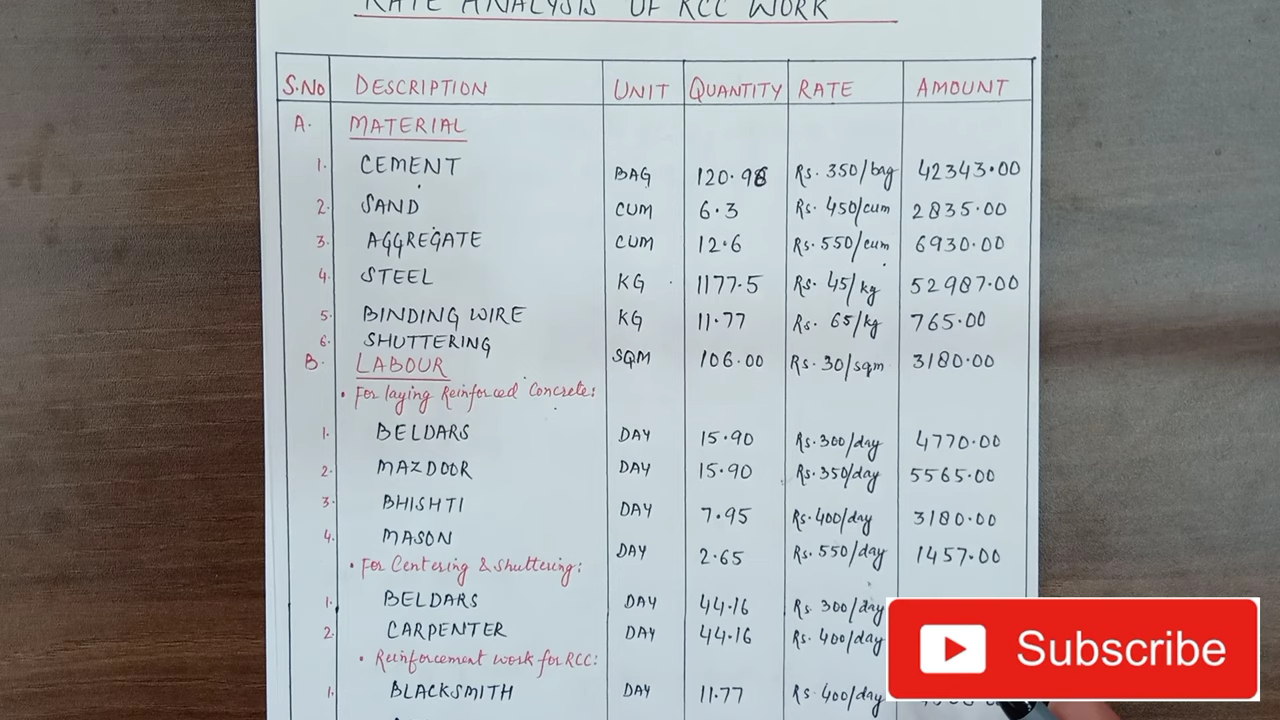 RATE ANALYSIS OF RCC WORK
S.No DESCRIPTION UNIT QUANTITY RATE AMOUNT
A. MATERIAL
1. CEMENT BAG 120.98 Rs. 350/bag 42343.00
2. SAND CUM 6.3 Rs. 450/cum 2835.00
3. AGGREGATE CUM 12.6 Rs. 550/cum 6930.00
4. STEEL KG 1177.5 Rs. 45/kg 52987.00
5. BINDING WIRE KG 11.77 Rs. 65/kg 765.00
6. SHUTTERING SQM 106.00 Rs. 30/sqm 3180.00
B. LABOUR
• For laying Reinforced Concrete:
1. BELDARS DAY 15.90 Rs. 300/day 4770.00
2. MAZDOOR DAY 15.90 Rs. 350/day 5565.00
3. BHISHTI DAY 7.95 Rs. 400/day 3180.00
4. MASON DAY 2.65 Rs. 550/day 1457.00
• For Centering & Shuttering:
1. BELDARS DAY 44.16 Rs. 300/day
2. CARPENTER DAY 44.16 Rs. 400/day
• Reinforcement work for RCC:
1. BLACKSMITH DAY 11.77 Rs. 400/day
Subscribe